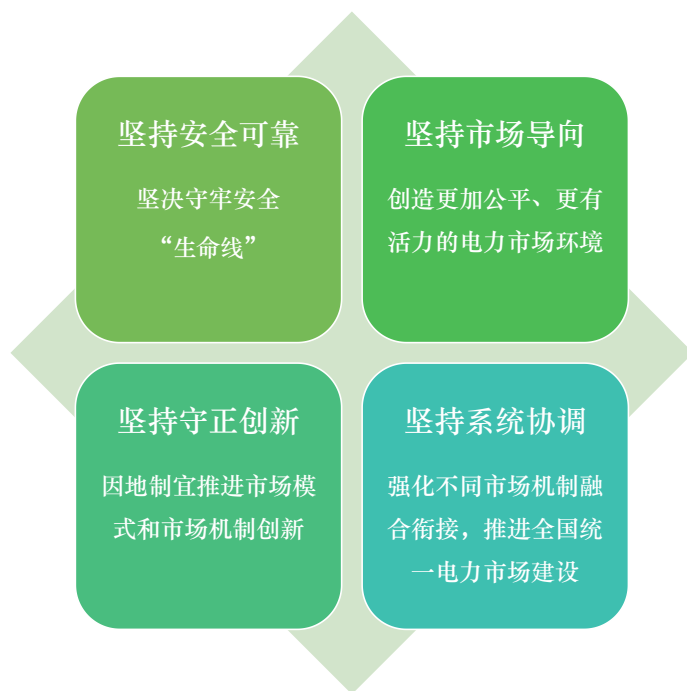 坚持安全可靠
坚决守牢安全
“生命线”
坚持市场导向
创造更加公平、更有
活力的电力市场环境
坚持守正创新
因地制宜推进市场模
式和市场机制创新
坚持系统协调
强化不同市场机制融
合衔接，推进全国统
一电力市场建设